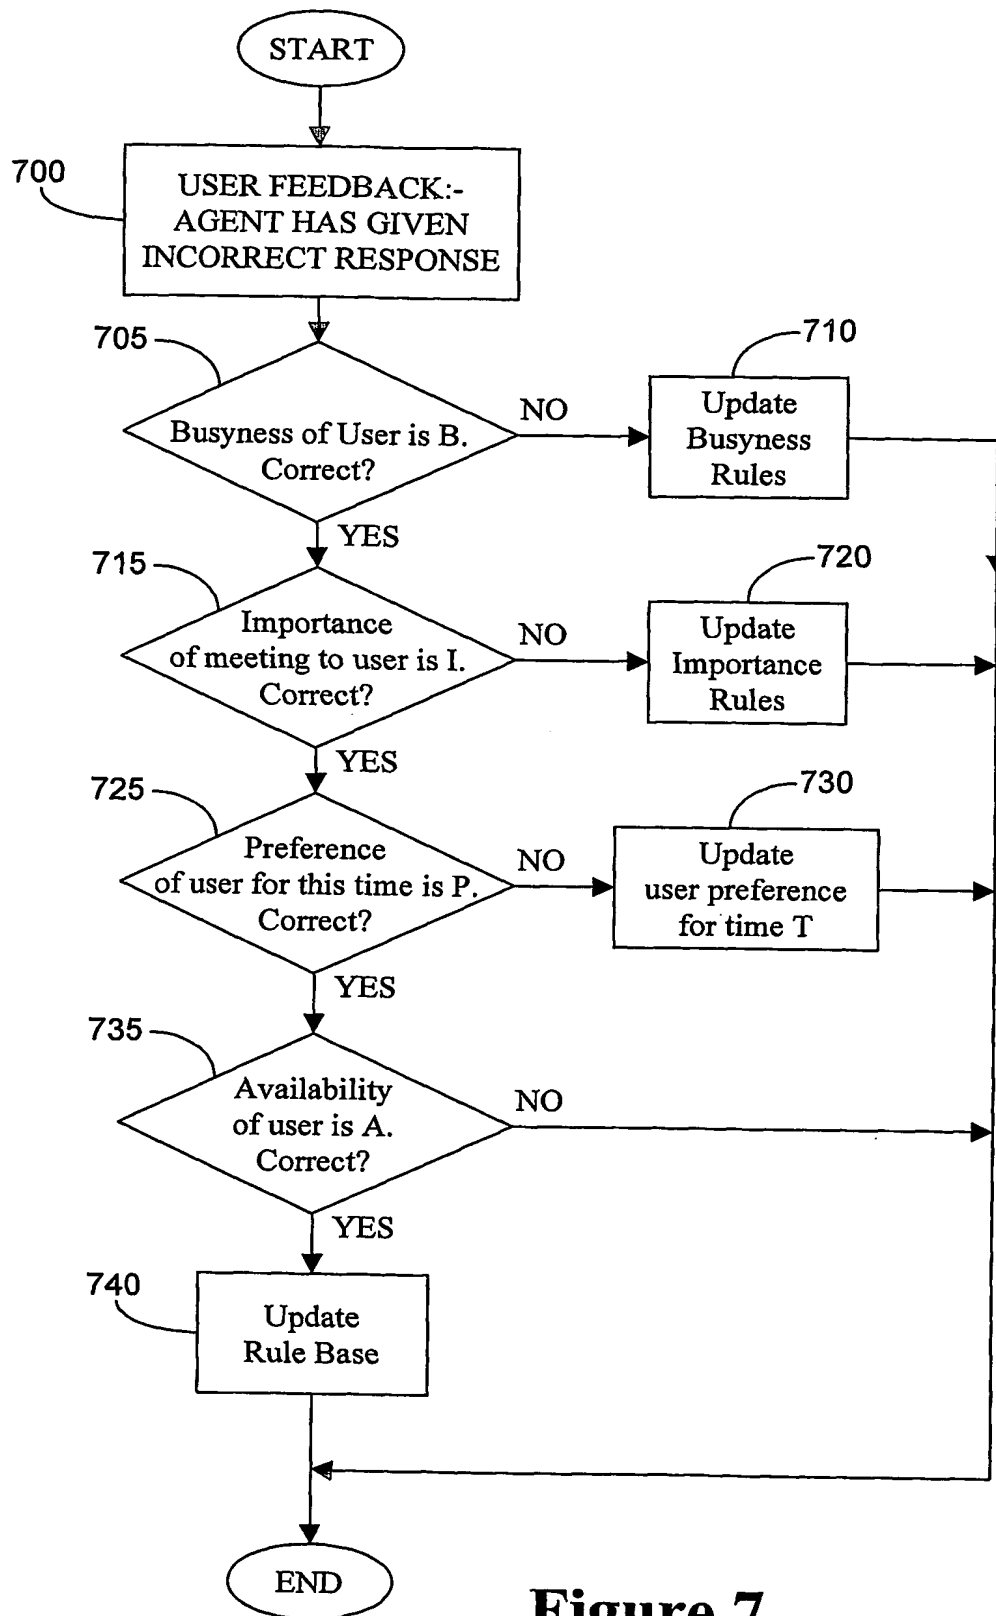 START
700
USER FEEDBACK:-
AGENT HAS GIVEN
INCORRECT RESPONSE
705
Busyness of User is B.
Correct?
NO
710
Update
Busyness
Rules
YES
715
Importance
of meeting to user is I.
Correct?
NO
720
Update
Importance
Rules
YES
725
Preference
of user for this time is P.
Correct?
NO
730
Update
user preference
for time T
YES
735
Availability
of user is A.
Correct?
NO
YES
740
Update
Rule Base
END
Figure 7